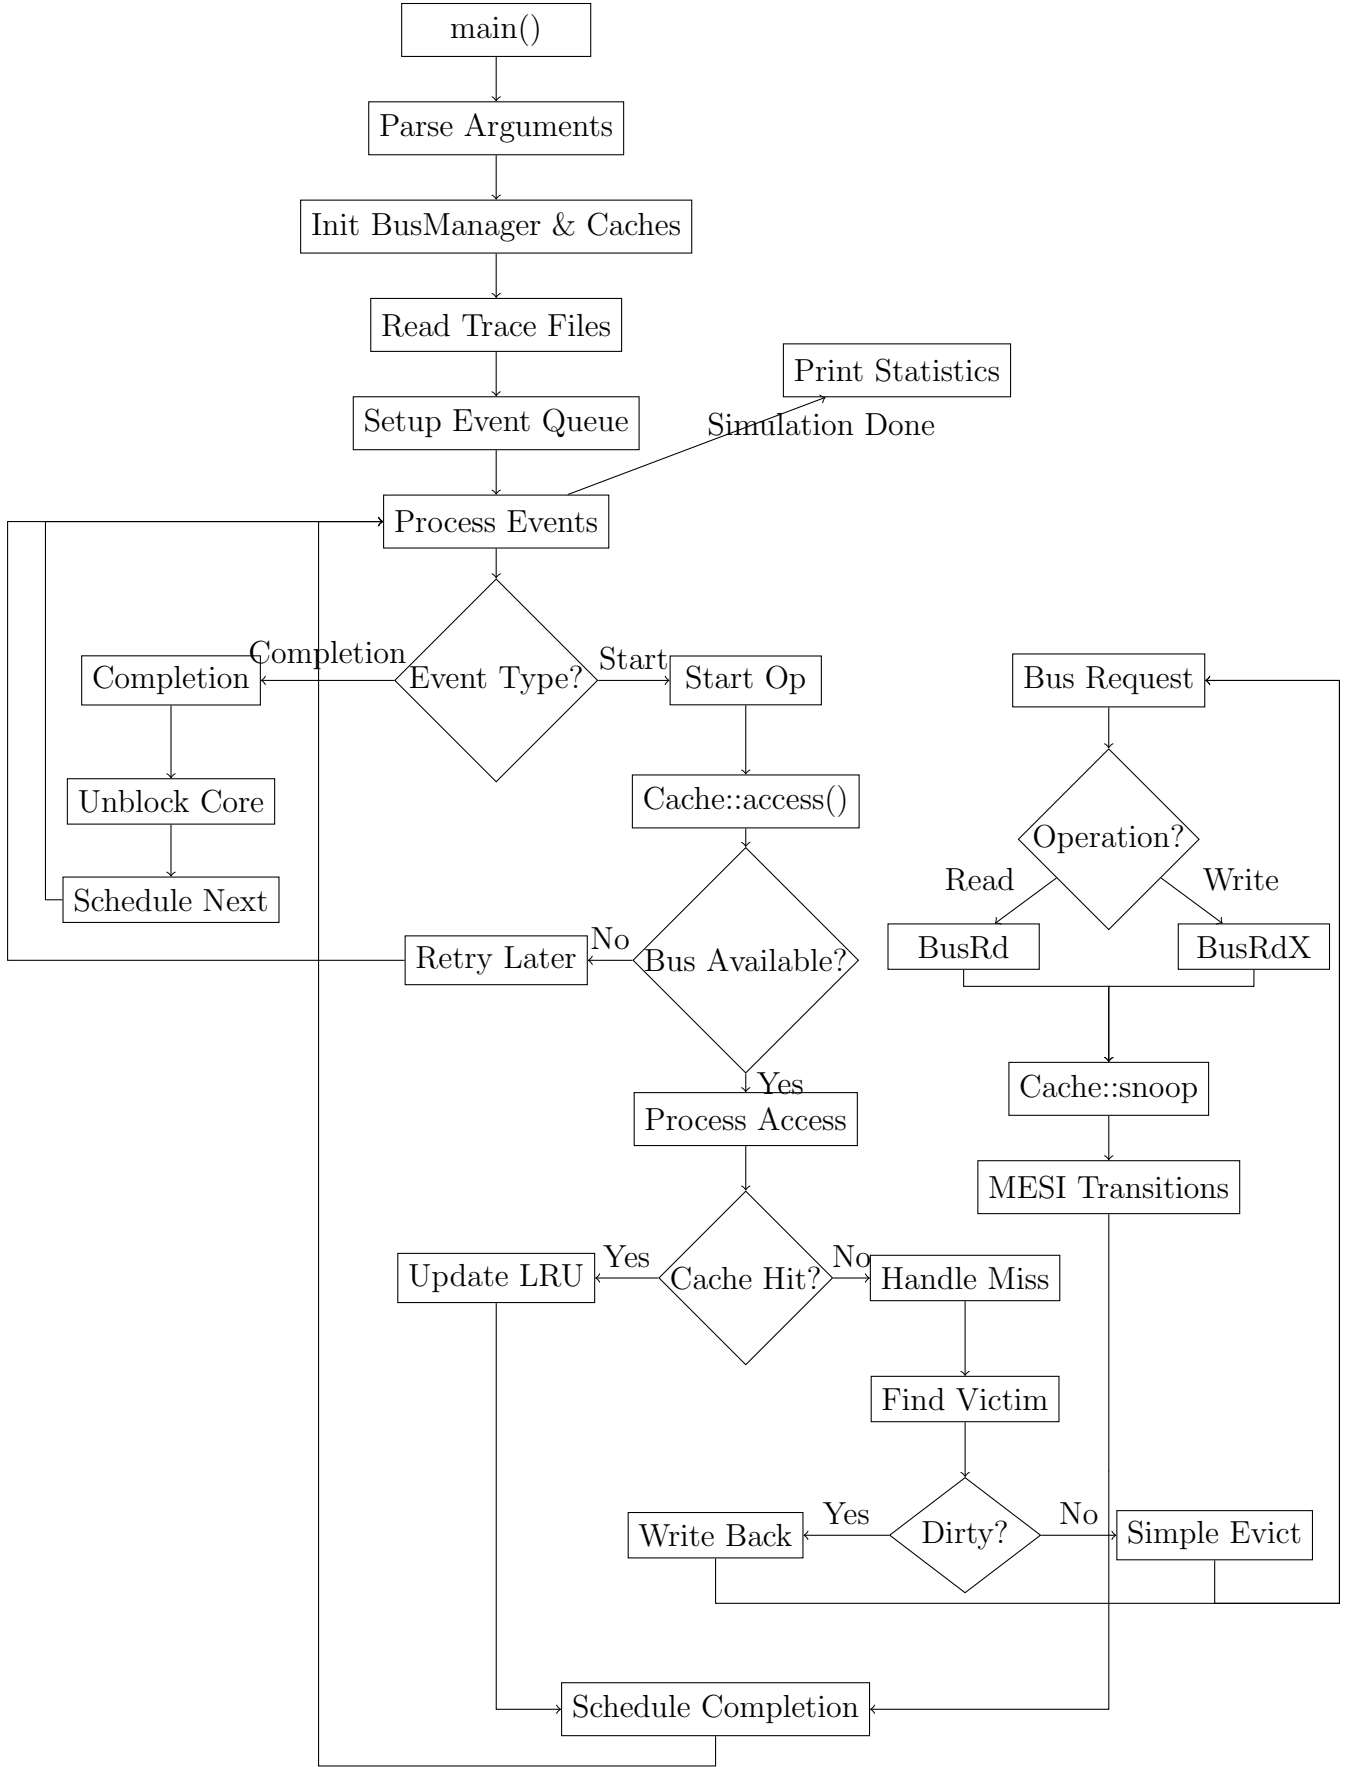 main()
Parse Arguments
Init BusManager & Caches
Read Trace Files
Print Statistics
Setup Event Queue
Simulation Done
Process Events
Completion
Completion
Event Type?
Start
Start Op
Bus Request
Unblock Core
Cache::access()
Operation?
Schedule Next
Read
Write
Retry Later
No
Bus Available?
BusRd
BusRdX
Yes
Process Access
Cache::snoop
MESI Transitions
Update LRU
Yes
Cache Hit?
No
Handle Miss
Find Victim
Write Back
Yes
Dirty?
No
Simple Evict
Schedule Completion